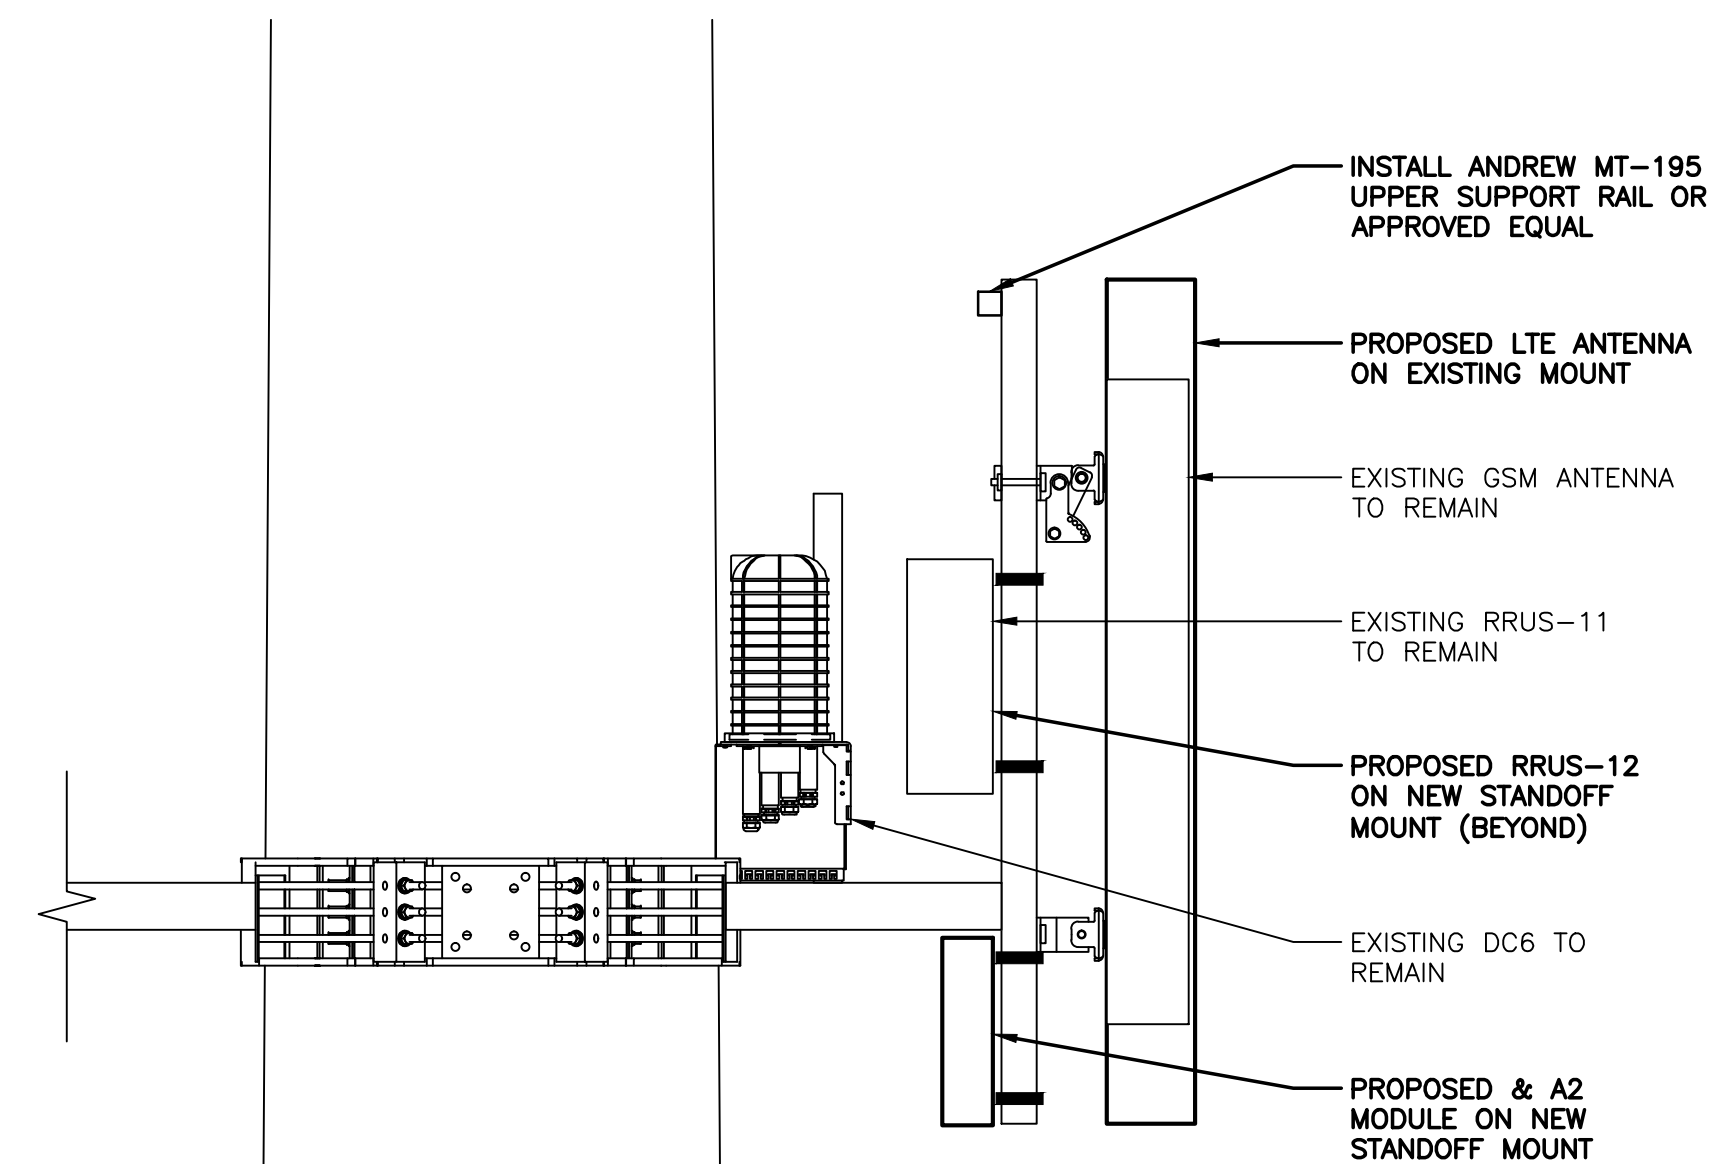 INSTALL ANDREW MT-195
UPPER SUPPORT RAIL OR
APPROVED EQUAL
PROPOSED LTE ANTENNA
ON EXISTING MOUNT
EXISTING GSM ANTENNA
TO REMAIN
EXISTING RRUS-11
TO REMAIN
PROPOSED RRUS-12
ON NEW STANDOFF
MOUNT (BEYOND)
EXISTING DC6 TO
REMAIN
PROPOSED & A2
MODULE ON NEW
STANDOFF MOUNT